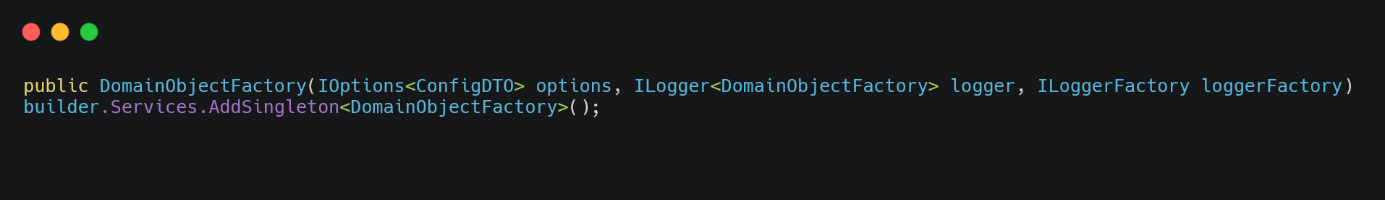 public DomainObjectFactory(IOptions<ConfigDTO> options, ILogger<DomainObjectFactory> logger, ILoggerFactory loggerFactory)
builder.Services.AddSingleton<DomainObjectFactory>();